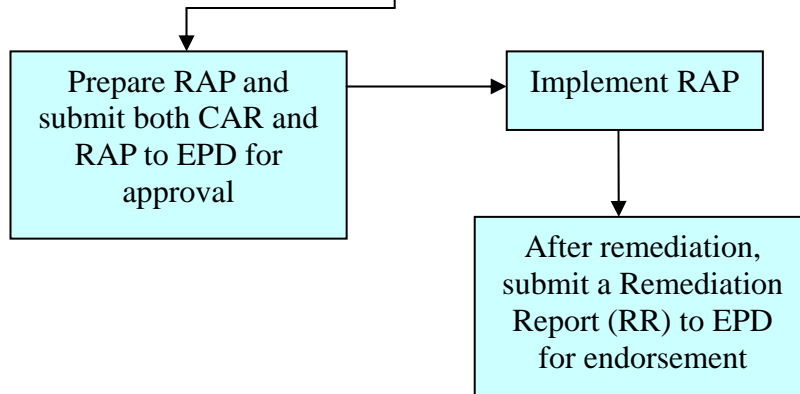 Prepare RAP and
submit both CAR and
RAP to EPD for
approval
Implement RAP
After remediation,
submit a Remediation
Report (RR) to EPD
for endorsement